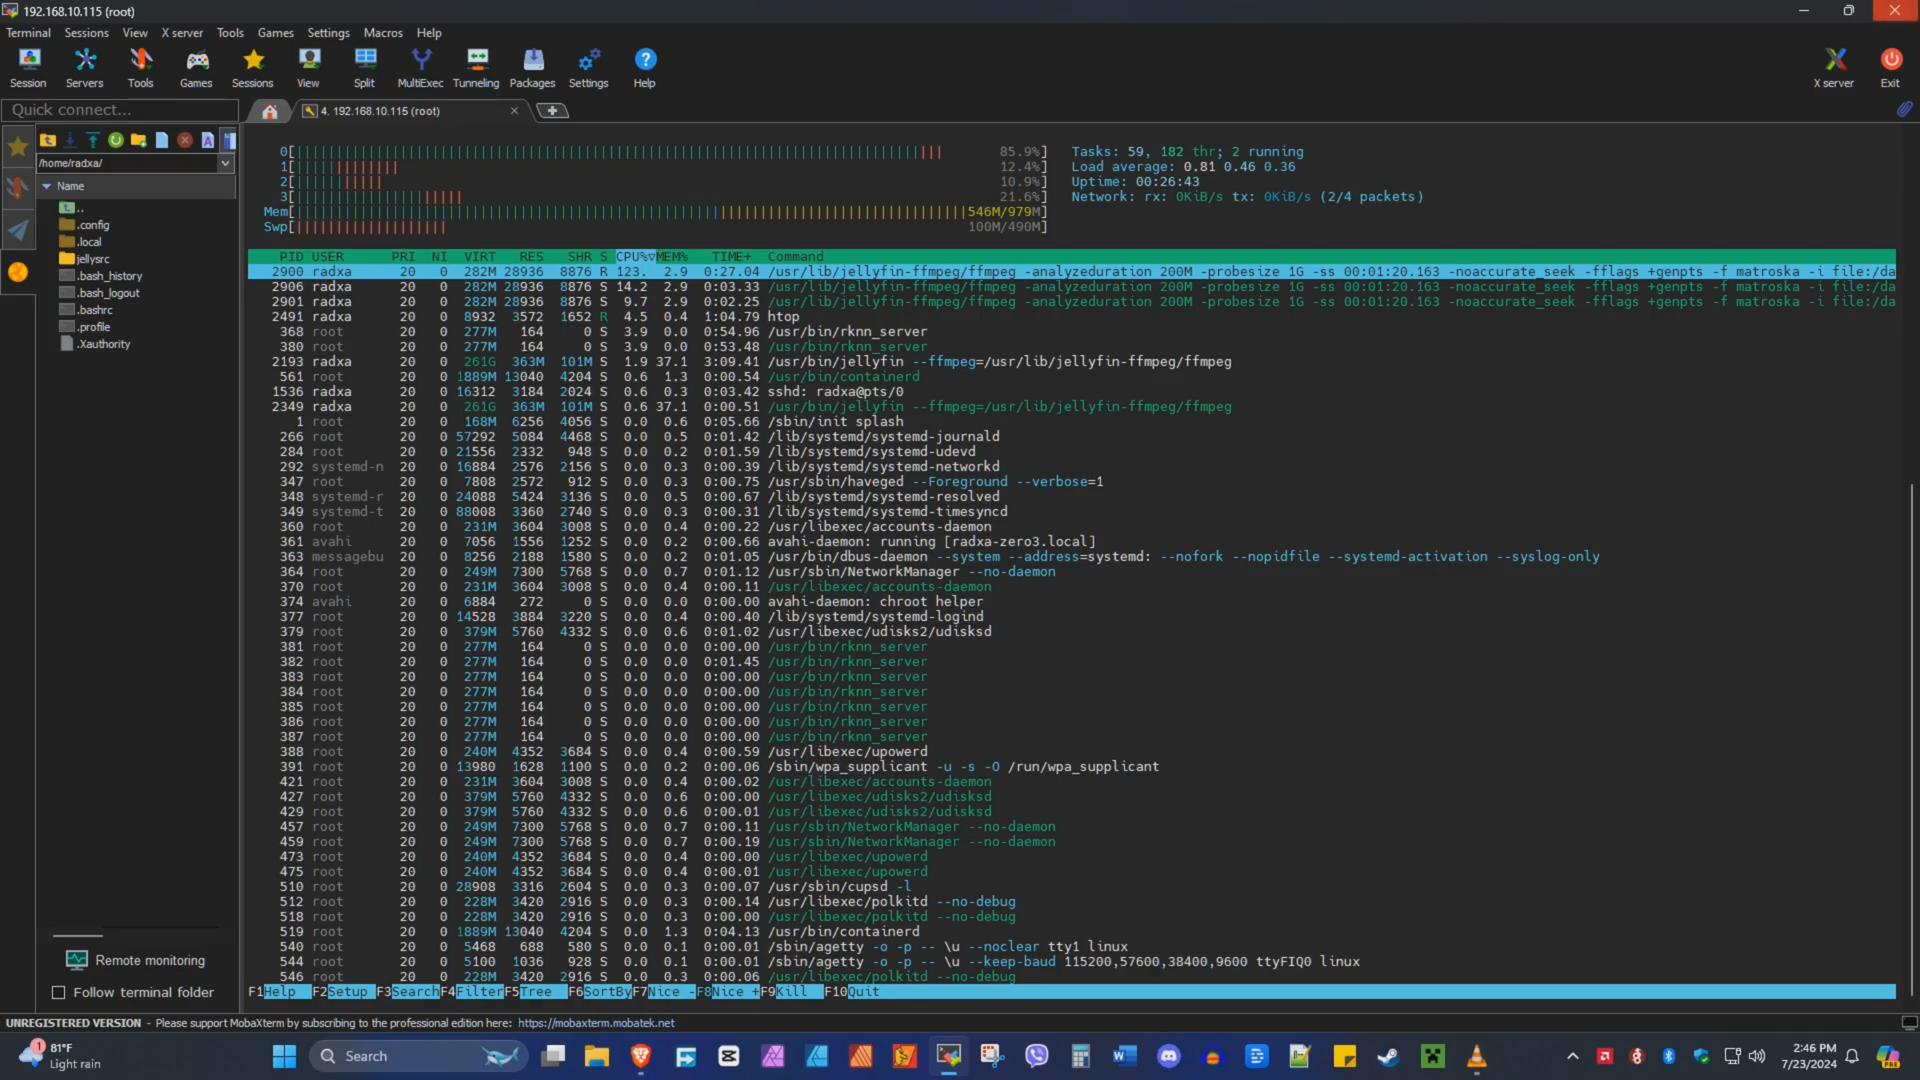 192.168.10.115 (root)
Terminal Sessions View X server Tools Games Settings Macros Help
Session Servers Tools Games Sessions View Split MultiExec Tunneling Packages Settings Help X server Exit
Quick connect... 4. 192.168.10.115 (root)
/home/radxa/
Name
..
.config
.local
jellysrc
.bash_history
.bash_logout
.bashrc
.profile
.Xauthority
0[ 85.9%] Tasks: 59, 182 thr; 2 running
1[ 12.4%] Load average: 0.81 0.46 0.36
2[ 10.9%] Uptime: 00:26:43
3[ 21.6%] Network: rx: 0KiB/s tx: 0KiB/s (2/4 packets)
Mem[ 546M/979M]
Swp[ 100M/490M]
PID USER PRI NI VIRT RES SHR S CPU%▽MEM% TIME+ Command
2900 radxa 20 0 282M 28936 8876 R 123. 2.9 0:27.04 /usr/lib/jellyfin-ffmpeg/ffmpeg -analyzeduration 200M -probesize 1G -ss 00:01:20.163 -noaccurate_seek -fflags +genpts -f matroska -i file:/da
2906 radxa 20 0 282M 28936 8876 S 14.2 2.9 0:03.33 /usr/lib/jellyfin-ffmpeg/ffmpeg -analyzeduration 200M -probesize 1G -ss 00:01:20.163 -noaccurate_seek -fflags +genpts -f matroska -i file:/da
2901 radxa 20 0 282M 28936 8876 S 9.7 2.9 0:02.25 /usr/lib/jellyfin-ffmpeg/ffmpeg -analyzeduration 200M -probesize 1G -ss 00:01:20.163 -noaccurate_seek -fflags +genpts -f matroska -i file:/da
2491 radxa 20 0 8932 3572 1652 R 4.5 0.4 1:04.79 htop
368 root 20 0 277M 164 0 S 3.9 0.0 0:54.96 /usr/bin/rknn_server
380 root 20 0 277M 164 0 S 3.9 0.0 0:53.48 /usr/bin/rknn_server
2193 radxa 20 0 261G 363M 101M S 1.9 37.1 3:09.41 /usr/bin/jellyfin --ffmpeg=/usr/lib/jellyfin-ffmpeg/ffmpeg
561 root 20 0 1889M 13040 4204 S 0.6 1.3 0:00.54 /usr/bin/containerd
1536 radxa 20 0 16312 3184 2024 S 0.6 0.3 0:03.42 sshd: radxa@pts/0
2349 radxa 20 0 261G 363M 101M S 0.6 37.1 0:00.51 /usr/bin/jellyfin --ffmpeg=/usr/lib/jellyfin-ffmpeg/ffmpeg
1 root 20 0 168M 6256 4056 S 0.0 0.6 0:05.66 /sbin/init splash
266 root 20 0 57292 5084 4468 S 0.0 0.5 0:01.42 /lib/systemd/systemd-journald
284 root 20 0 21556 2332 948 S 0.0 0.2 0:01.59 /lib/systemd/systemd-udevd
292 systemd-n 20 0 16884 2576 2156 S 0.0 0.3 0:00.39 /lib/systemd/systemd-networkd
347 root 20 0 7808 2572 912 S 0.0 0.3 0:00.75 /usr/sbin/haveged --Foreground --verbose=1
348 systemd-r 20 0 24088 5424 3136 S 0.0 0.5 0:00.67 /lib/systemd/systemd-resolved
349 systemd-t 20 0 88008 3360 2740 S 0.0 0.3 0:00.31 /lib/systemd/systemd-timesyncd
360 root 20 0 231M 3604 3008 S 0.0 0.4 0:00.22 /usr/libexec/accounts-daemon
361 avahi 20 0 7056 1556 1252 S 0.0 0.2 0:00.66 avahi-daemon: running [radxa-zero3.local]
363 messagebu 20 0 8256 2188 1580 S 0.0 0.2 0:01.05 /usr/bin/dbus-daemon --system --address=systemd: --nofork --nopidfile --systemd-activation --syslog-only
364 root 20 0 249M 7300 5768 S 0.0 0.7 0:01.12 /usr/sbin/NetworkManager --no-daemon
370 root 20 0 231M 3604 3008 S 0.0 0.4 0:00.11 /usr/libexec/accounts-daemon
374 avahi 20 0 6884 272 0 S 0.0 0.0 0:00.00 avahi-daemon: chroot helper
377 root 20 0 14528 3884 3220 S 0.0 0.4 0:00.40 /lib/systemd/systemd-logind
379 root 20 0 379M 5760 4332 S 0.0 0.6 0:01.02 /usr/libexec/udisks2/udisksd
381 root 20 0 277M 164 0 S 0.0 0.0 0:00.00 /usr/bin/rknn_server
382 root 20 0 277M 164 0 S 0.0 0.0 0:01.45 /usr/bin/rknn_server
383 root 20 0 277M 164 0 S 0.0 0.0 0:00.00 /usr/bin/rknn_server
384 root 20 0 277M 164 0 S 0.0 0.0 0:00.00 /usr/bin/rknn_server
385 root 20 0 277M 164 0 S 0.0 0.0 0:00.00 /usr/bin/rknn_server
386 root 20 0 277M 164 0 S 0.0 0.0 0:00.00 /usr/bin/rknn_server
387 root 20 0 277M 164 0 S 0.0 0.0 0:00.00 /usr/bin/rknn_server
388 root 20 0 240M 4352 3684 S 0.0 0.4 0:00.59 /usr/libexec/upowerd
391 root 20 0 13980 1628 1100 S 0.0 0.2 0:00.06 /sbin/wpa_supplicant -u -s -O /run/wpa_supplicant
421 root 20 0 231M 3604 3008 S 0.0 0.4 0:00.02 /usr/libexec/accounts-daemon
427 root 20 0 379M 5760 4332 S 0.0 0.6 0:00.00 /usr/libexec/udisks2/udisksd
429 root 20 0 379M 5760 4332 S 0.0 0.6 0:00.01 /usr/libexec/udisks2/udisksd
457 root 20 0 249M 7300 5768 S 0.0 0.7 0:00.11 /usr/sbin/NetworkManager --no-daemon
459 root 20 0 249M 7300 5768 S 0.0 0.7 0:00.19 /usr/sbin/NetworkManager --no-daemon
473 root 20 0 240M 4352 3684 S 0.0 0.4 0:00.00 /usr/libexec/upowerd
475 root 20 0 240M 4352 3684 S 0.0 0.4 0:00.01 /usr/libexec/upowerd
510 root 20 0 28908 3316 2604 S 0.0 0.3 0:00.07 /usr/sbin/cupsd -l
512 root 20 0 228M 3420 2916 S 0.0 0.3 0:00.14 /usr/libexec/polkitd --no-debug
518 root 20 0 228M 3420 2916 S 0.0 0.3 0:00.00 /usr/libexec/polkitd --no-debug
519 root 20 0 1889M 13040 4204 S 0.0 1.3 0:04.13 /usr/bin/containerd
540 root 20 0 5468 688 580 S 0.0 0.1 0:00.01 /sbin/agetty -o -p -- \u --noclear tty1 linux
544 root 20 0 5100 1036 928 S 0.0 0.1 0:00.01 /sbin/agetty -o -p -- \u --keep-baud 115200,57600,38400,9600 ttyFIQ0 linux
546 root 20 0 228M 3420 2916 S 0.0 0.3 0:00.06 /usr/libexec/polkitd --no-debug
F1Help F2Setup F3SearchF4FilterF5Tree F6SortByF7Nice -F8Nice +F9Kill F10Quit
Remote monitoring
Follow terminal folder
UNREGISTERED VERSION - Please support MobaXterm by subscribing to the professional edition here: https://mobaxterm.mobatek.net
1 81°F
Light rain
Search
2:46 PM
7/23/2024